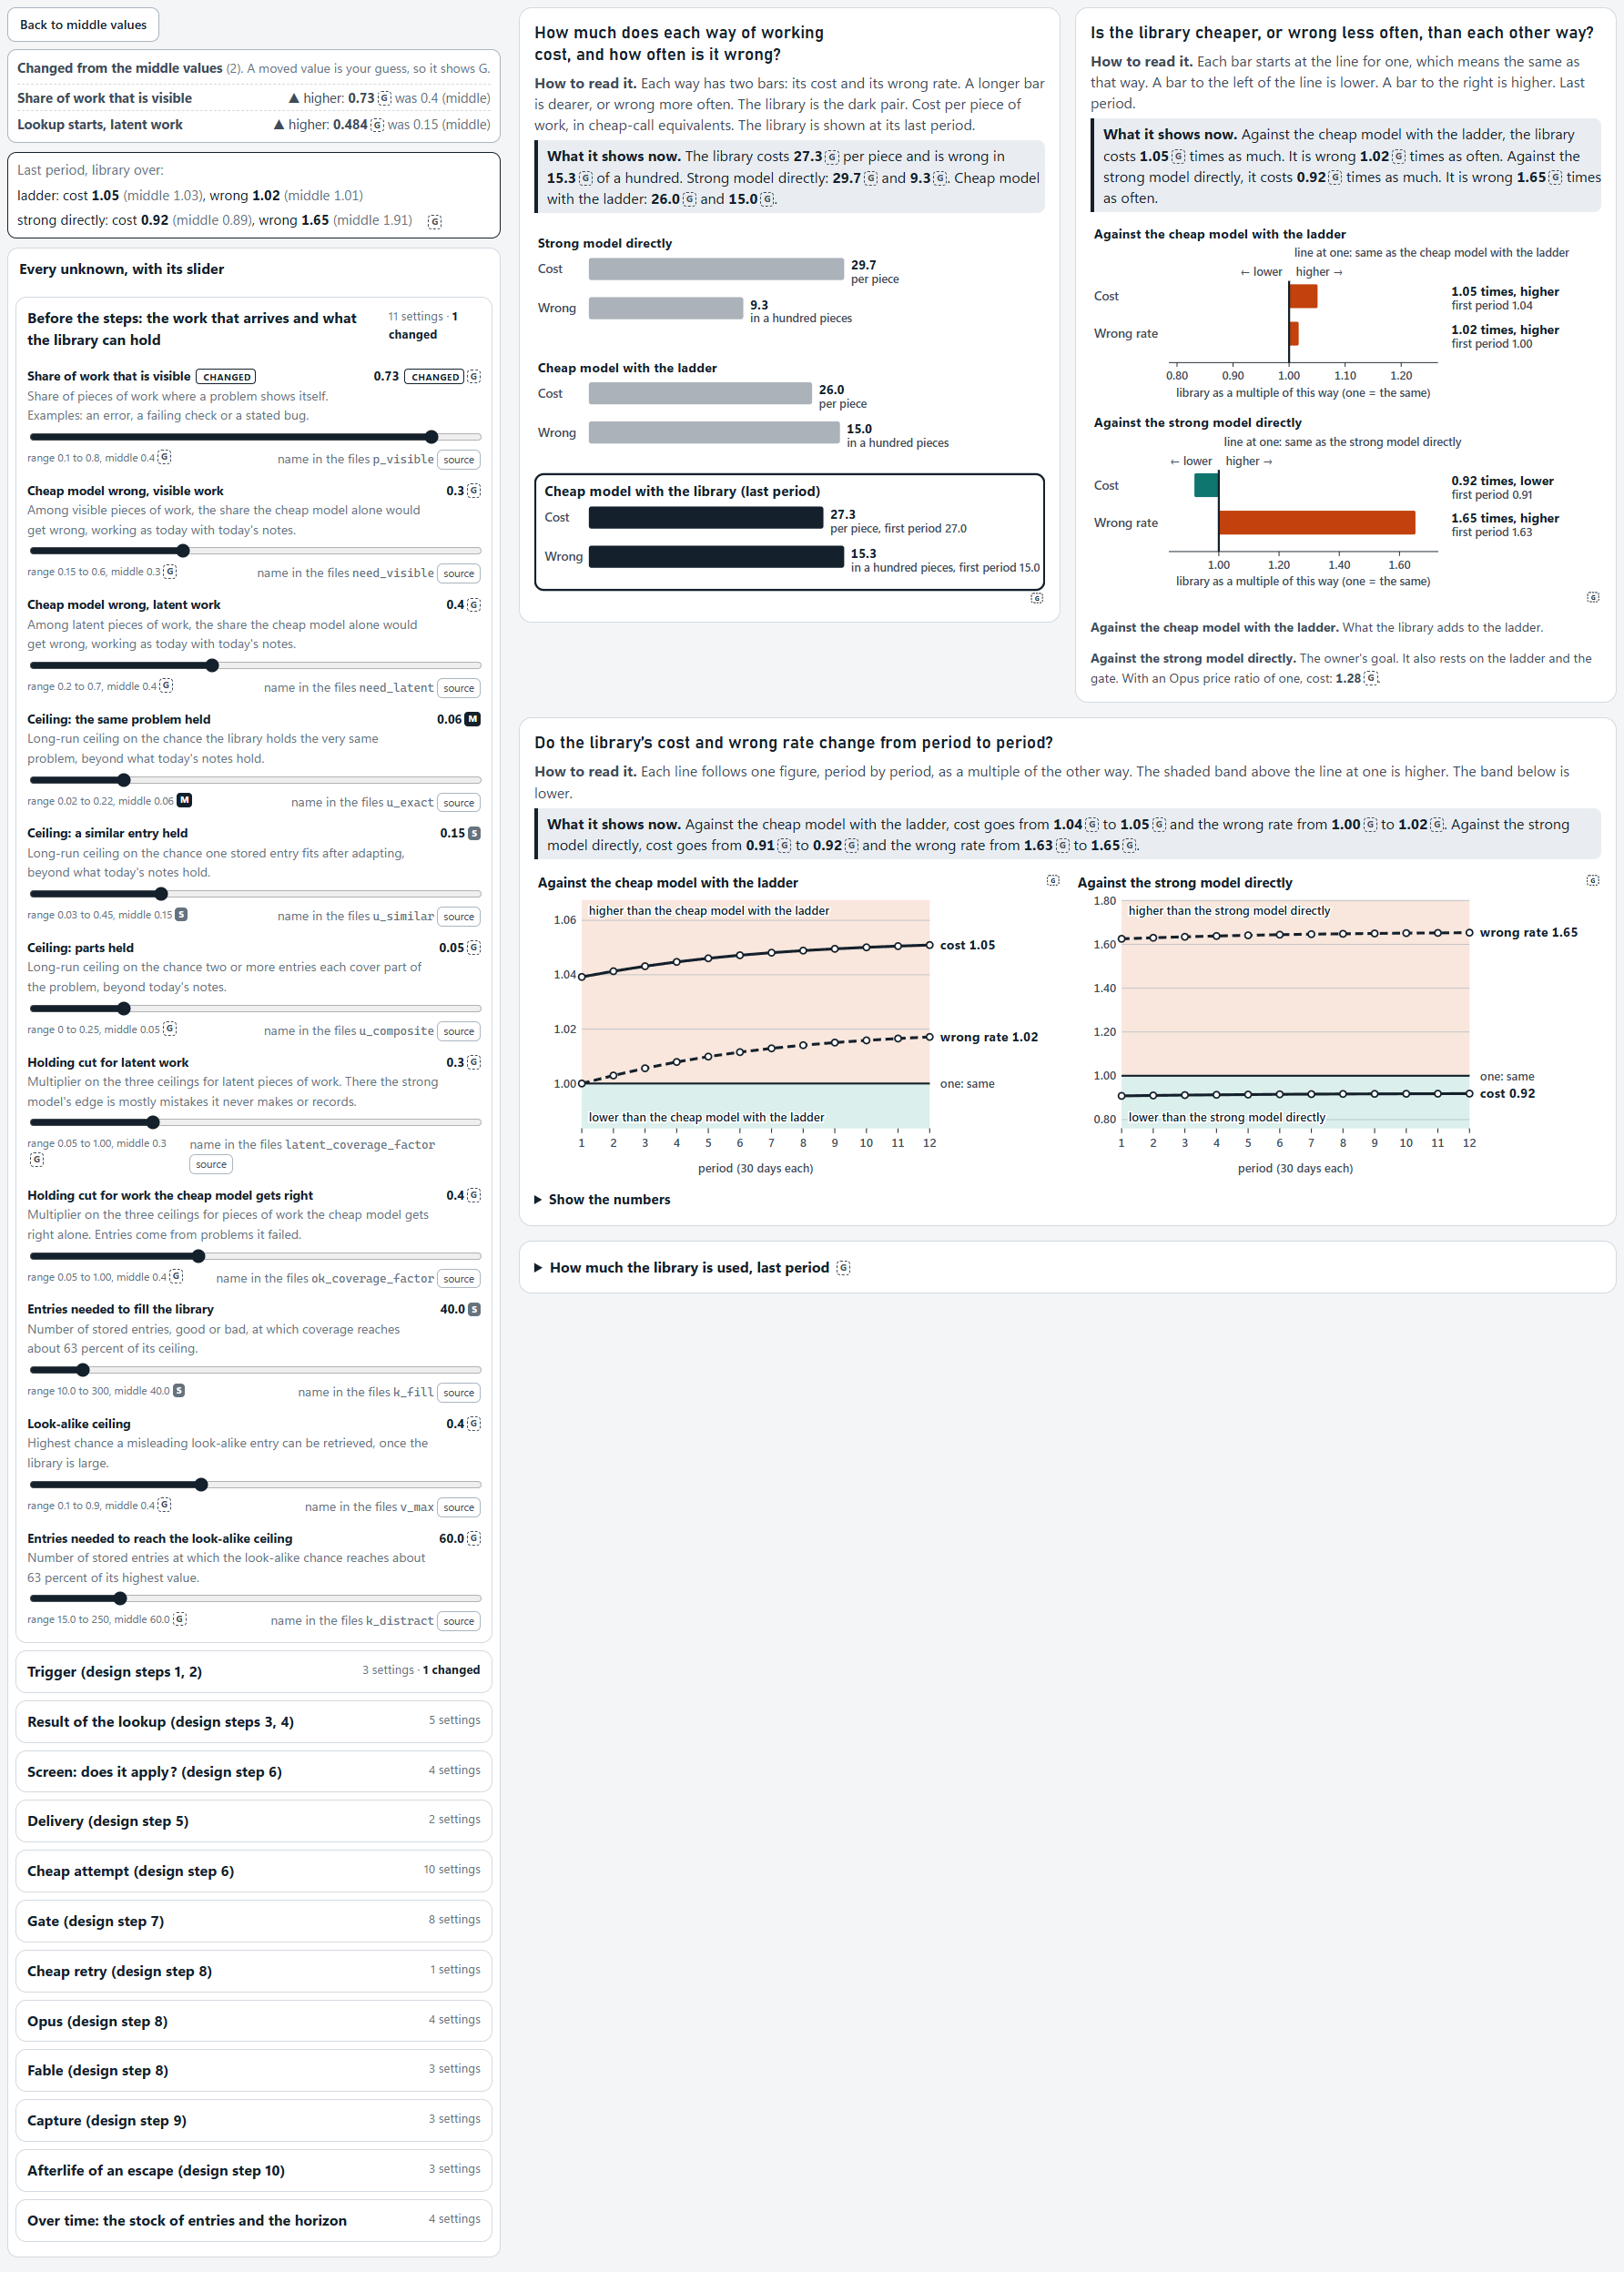 Back to middle values
Changed from the middle values (2). A moved value is your guess, so it shows G.
Share of work that is visible ▲ higher: 0.73 G was 0.4 (middle)
Lookup starts, latent work ▲ higher: 0.484 G was 0.15 (middle)
Last period, library over:
ladder: cost 1.05 (middle 1.03), wrong 1.02 (middle 1.01)
strong directly: cost 0.92 (middle 0.89), wrong 1.65 (middle 1.91) G
Every unknown, with its slider
Before the steps: the work that arrives and what
the library can hold
11 settings · 1
changed
Share of work that is visible CHANGED 0.73 CHANGED G
Share of pieces of work where a problem shows itself.
Examples: an error, a failing check or a stated bug.
range 0.1 to 0.8, middle 0.4 G name in the files p_visible source
Cheap model wrong, visible work 0.3 G
Among visible pieces of work, the share the cheap model alone would
get wrong, working as today with today's notes.
range 0.15 to 0.6, middle 0.3 G name in the files need_visible source
Cheap model wrong, latent work 0.4 G
Among latent pieces of work, the share the cheap model alone would
get wrong, working as today with today's notes.
range 0.2 to 0.7, middle 0.4 G name in the files need_latent source
Ceiling: the same problem held 0.06 M
Long-run ceiling on the chance the library holds the very same
problem, beyond what today's notes hold.
range 0.02 to 0.22, middle 0.06 M name in the files u_exact source
Ceiling: a similar entry held 0.15 S
Long-run ceiling on the chance one stored entry fits after adapting,
beyond what today's notes hold.
range 0.03 to 0.45, middle 0.15 S name in the files u_similar source
Ceiling: parts held 0.05 G
Long-run ceiling on the chance two or more entries each cover part of
the problem, beyond today's notes.
range 0 to 0.25, middle 0.05 G name in the files u_composite source
Holding cut for latent work 0.3 G
Multiplier on the three ceilings for latent pieces of work. There the strong
model's edge is mostly mistakes it never makes or records.
range 0.05 to 1.00, middle 0.3 G name in the files latent_coverage_factor
source
Holding cut for work the cheap model gets right 0.4 G
Multiplier on the three ceilings for pieces of work the cheap model gets
right alone. Entries come from problems it failed.
range 0.05 to 1.00, middle 0.4 G name in the files ok_coverage_factor source
Entries needed to fill the library 40.0 S
Number of stored entries, good or bad, at which coverage reaches
about 63 percent of its ceiling.
range 10.0 to 300, middle 40.0 S name in the files k_fill source
Look-alike ceiling 0.4 G
Highest chance a misleading look-alike entry can be retrieved, once the
library is large.
range 0.1 to 0.9, middle 0.4 G name in the files v_max source
Entries needed to reach the look-alike ceiling 60.0 G
Number of stored entries at which the look-alike chance reaches about
63 percent of its highest value.
range 15.0 to 250, middle 60.0 G name in the files k_distract source
Trigger (design steps 1, 2) 3 settings · 1 changed
Result of the lookup (design steps 3, 4) 5 settings
Screen: does it apply? (design step 6) 4 settings
Delivery (design step 5) 2 settings
Cheap attempt (design step 6) 10 settings
Gate (design step 7) 8 settings
Cheap retry (design step 8) 1 settings
Opus (design step 8) 4 settings
Fable (design step 8) 3 settings
Capture (design step 9) 3 settings
Afterlife of an escape (design step 10) 3 settings
Over time: the stock of entries and the horizon 4 settings
How much does each way of working
cost, and how often is it wrong?
How to read it. Each way has two bars: its cost and its wrong rate. A longer bar
is dearer, or wrong more often. The library is the dark pair. Cost per piece of
work, in cheap-call equivalents. The library is shown at its last period.
What it shows now. The library costs 27.3 G per piece and is wrong in
15.3 G of a hundred. Strong model directly: 29.7 G and 9.3 G. Cheap model
with the ladder: 26.0 G and 15.0 G.
Strong model directly
Cost 29.7
per piece
Wrong 9.3
in a hundred pieces
Cheap model with the ladder
Cost 26.0
per piece
Wrong 15.0
in a hundred pieces
Cheap model with the library (last period)
Cost 27.3
per piece, first period 27.0
Wrong 15.3
in a hundred pieces, first period 15.0
G
Is the library cheaper, or wrong less often, than each other way?
How to read it. Each bar starts at the line for one, which means the same as
that way. A bar to the left of the line is lower. A bar to the right is higher. Last
period.
What it shows now. Against the cheap model with the ladder, the library
costs 1.05 G times as much. It is wrong 1.02 G times as often. Against the
strong model directly, it costs 0.92 G times as much. It is wrong 1.65 G times
as often.
Against the cheap model with the ladder
line at one: same as the cheap model with the ladder
← lower higher →
Cost 1.05 times, higher
first period 1.04
Wrong rate 1.02 times, higher
first period 1.00
0.80 0.90 1.00 1.10 1.20
library as a multiple of this way (one = the same)
Against the strong model directly
line at one: same as the strong model directly
← lower higher →
Cost 0.92 times, lower
first period 0.91
Wrong rate 1.65 times, higher
first period 1.63
1.00 1.20 1.40 1.60
library as a multiple of this way (one = the same)
G
Against the cheap model with the ladder. What the library adds to the ladder.
Against the strong model directly. The owner's goal. It also rests on the ladder and the
gate. With an Opus price ratio of one, cost: 1.28 G.
Do the library's cost and wrong rate change from period to period?
How to read it. Each line follows one figure, period by period, as a multiple of the other way. The shaded band above the line at one is higher. The band below is
lower.
What it shows now. Against the cheap model with the ladder, cost goes from 1.04 G to 1.05 G and the wrong rate from 1.00 G to 1.02 G. Against the strong
model directly, cost goes from 0.91 G to 0.92 G and the wrong rate from 1.63 G to 1.65 G.
Against the cheap model with the ladder G
higher than the cheap model with the ladder
1.06
cost 1.05
1.04
1.02
wrong rate 1.02
1.00
one: same
lower than the cheap model with the ladder
1 2 3 4 5 6 7 8 9 10 11 12
period (30 days each)
Against the strong model directly G
1.80
higher than the strong model directly
wrong rate 1.65
1.60
1.40
1.20
1.00
one: same
cost 0.92
0.80
lower than the strong model directly
1 2 3 4 5 6 7 8 9 10 11 12
period (30 days each)
▶ Show the numbers
▶ How much the library is used, last period G